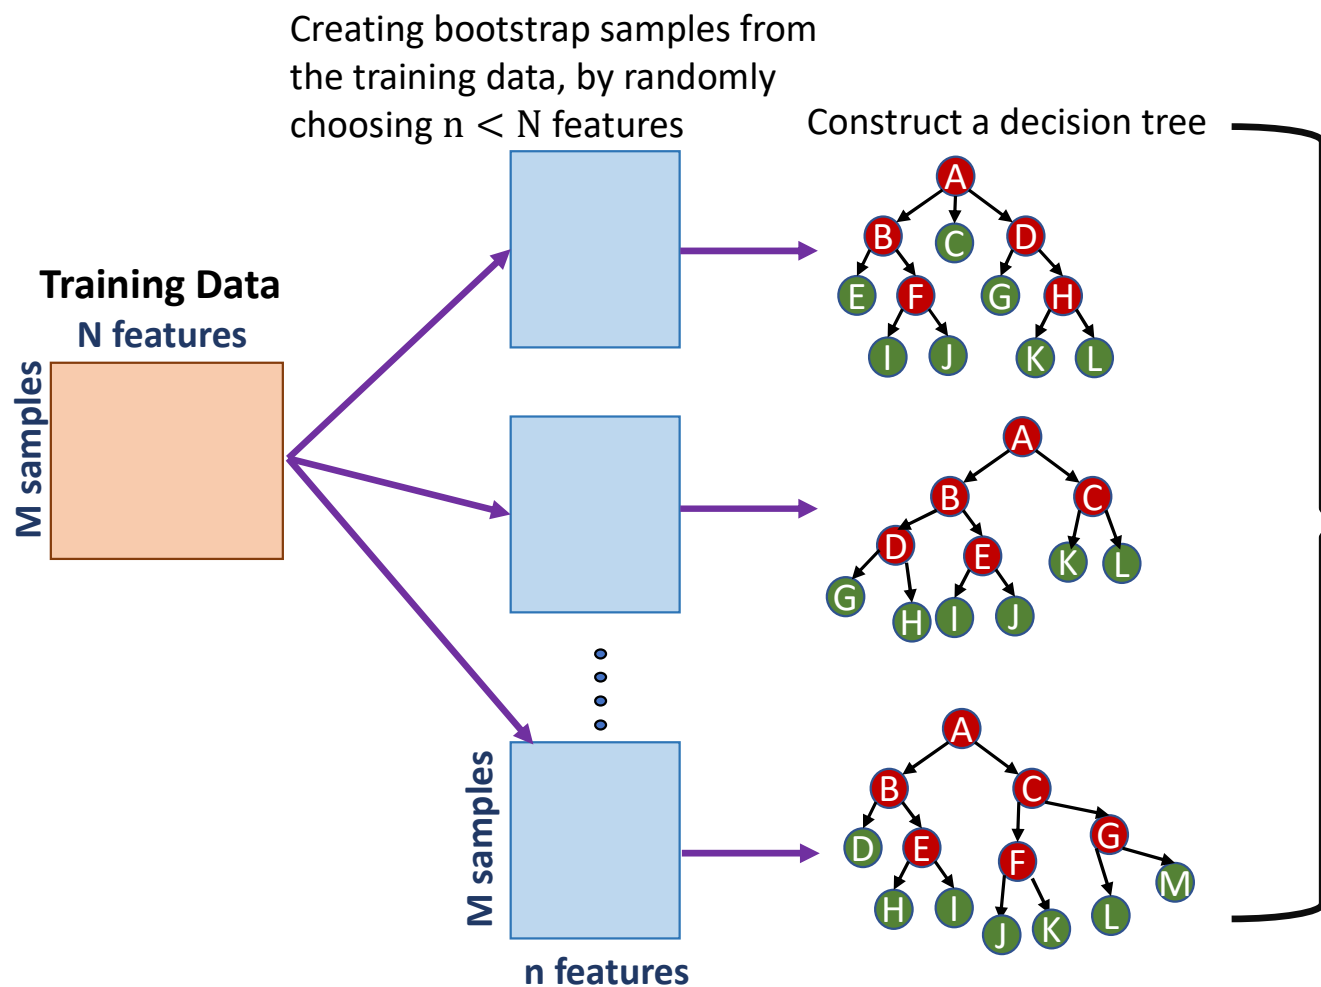 Creating bootstrap samples from
the training data, by randomly
choosing n < N features
Construct a decision tree
Training Data
N features
M samples
A
B C D
E F G H
I J K L
A
B C
D E K L
G H I J
A
B C
D E F G
H I J K L M
M samples
n features